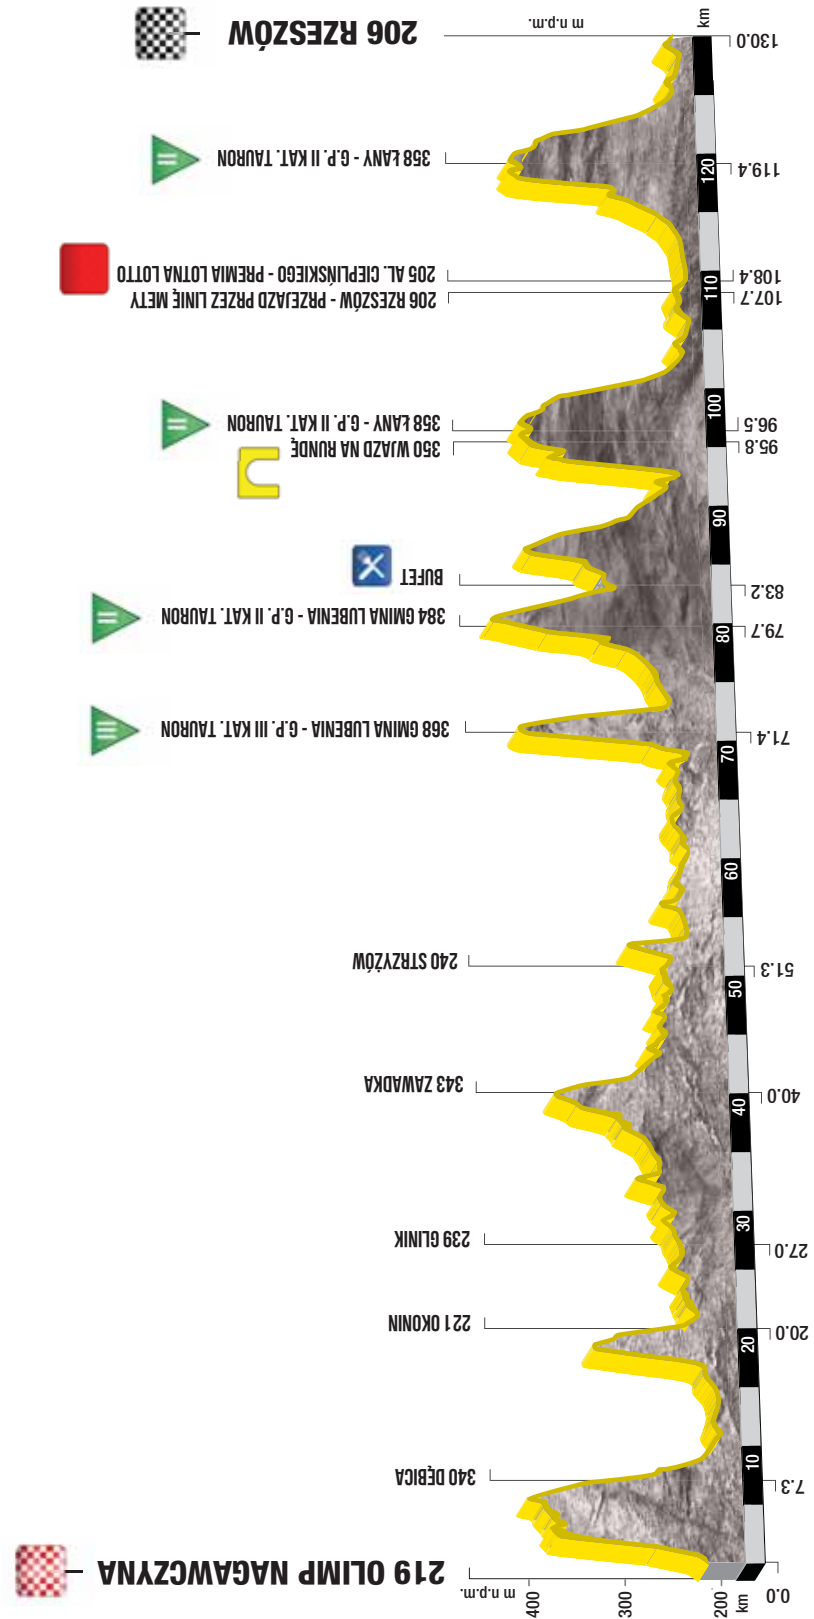 206 RZESZÓW
m n.p.m.
km
130.0
358 ŁANY - G.P. II KAT. TAURON
120
119.4
205 AL. CIEPLIŃSKIEGO - PREMIA LOTNA LOTTO
108.4
206 RZESZÓW - PRZEJAZD PRZEZ LINIĘ METY
110
107.7
358 ŁANY - G.P. II KAT. TAURON
100
96.5
350 WJAZD NA RUNDĘ
95.8
90
BUFET
83.2
384 GMINA LUBENIA - G.P. II KAT. TAURON
80
79.7
368 GMINA LUBENIA - G.P. III KAT. TAURON
71.4
70
60
240 STRZYŻÓW
51.3
50
343 ZAWADKA
40.0
40
30
239 GLINIK
27.0
221 OKONIN
20.0
20
10
340 DĘBICA
7.3
219 OLIMP NAGAWCZYNA
m n.p.m.
400
300
200
km
0.0